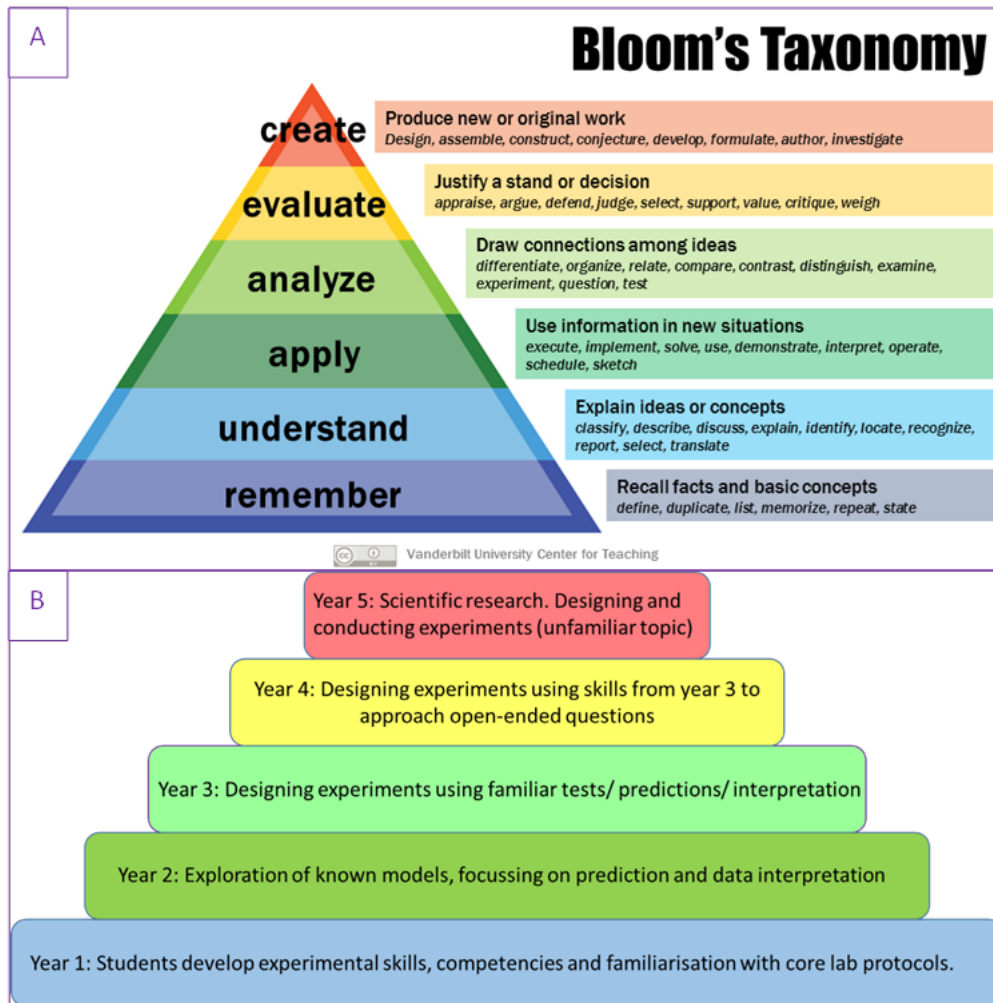 A
Bloom's Taxonomy
create
Produce new or original work
Design, assemble, construct, conjecture, develop, formulate, author, investigate
evaluate
Justify a stand or decision
appraise, argue, defend, judge, select, support, value, critique, weigh
analyze
Draw connections among ideas
differentiate, organize, relate, compare, contrast, distinguish, examine,
experiment, question, test
apply
Use information in new situations
execute, implement, solve, use, demonstrate, interpret, operate,
schedule, sketch
understand
Explain ideas or concepts
classify, describe, discuss, explain, identify, locate, recognize,
report, select, translate
remember
Recall facts and basic concepts
define, duplicate, list, memorize, repeat, state
cc
BY
Vanderbilt University Center for Teaching
B
Year 5: Scientific research. Designing and
conducting experiments (unfamiliar topic)
Year 4: Designing experiments using skills from year 3 to
approach open-ended questions
Year 3: Designing experiments using familiar tests/ predictions/ interpretation
Year 2: Exploration of known models, focussing on prediction and data interpretation
Year 1: Students develop experimental skills, competencies and familiarisation with core lab protocols.